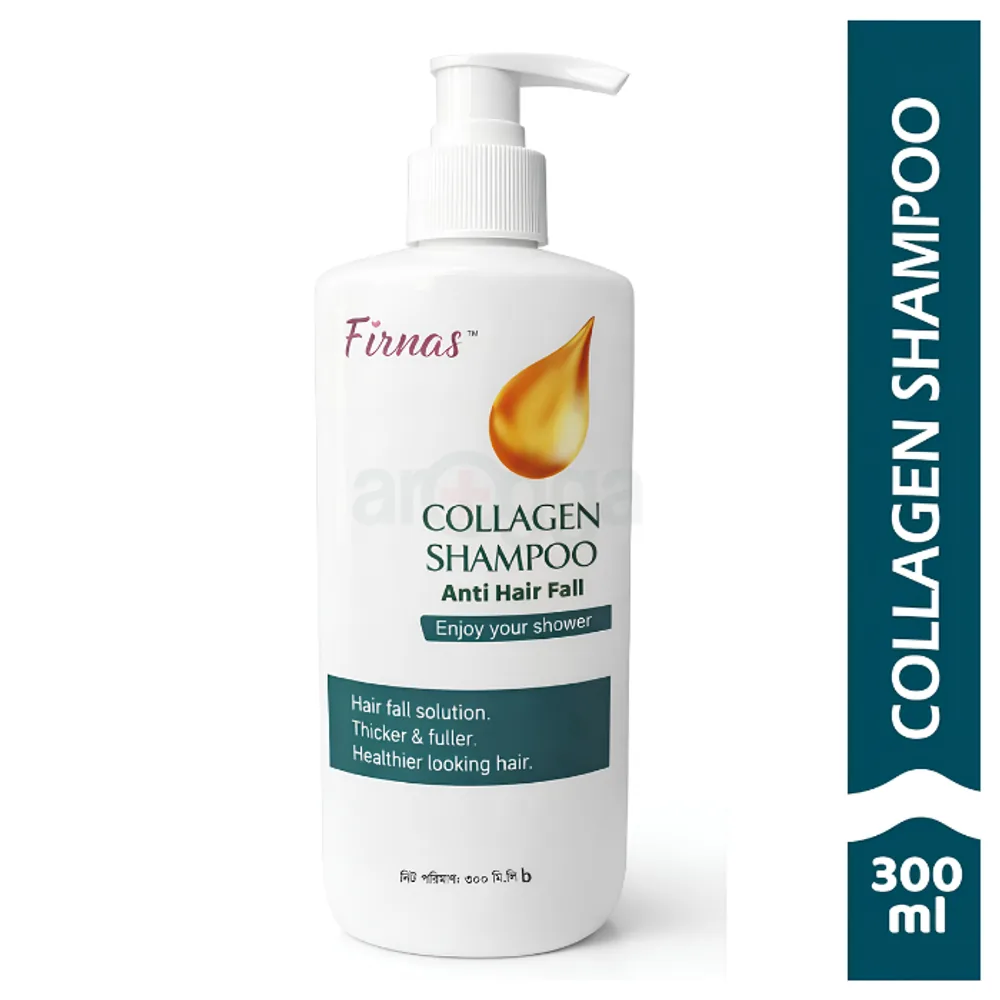 Firnas™
arogga
COLLAGEN
SHAMPOO
Anti Hair Fall
Enjoy your shower
Hair fall solution.
Thicker & fuller.
Healthier looking hair.
নিট পরিমাণ: ৩০০ মি.লি b
COLLAGEN SHAMPOO
300
ml